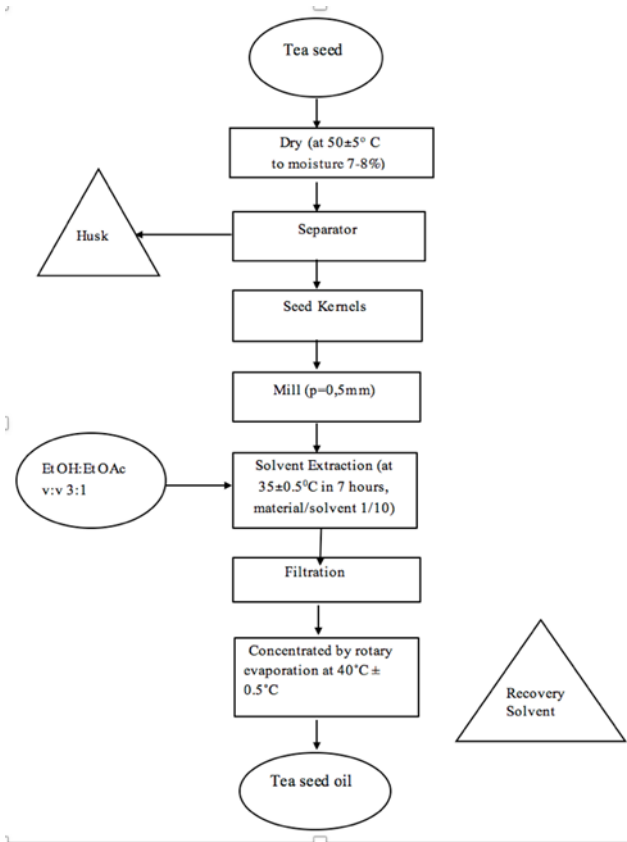 Tea seed
Dry (at 50±5° C
to moisture 7-8%)
Husk
Separator
Seed Kernels
Mill (p=0,5mm)
EtOH:EtOAc
v:v 3:1
Solvent Extraction (at
35±0.5⁰C in 7 hours,
material/solvent 1/10)
Filtration
Concentrated by rotary
evaporation at 40˚C ±
0.5˚C
Recovery
Solvent
Tea seed oil